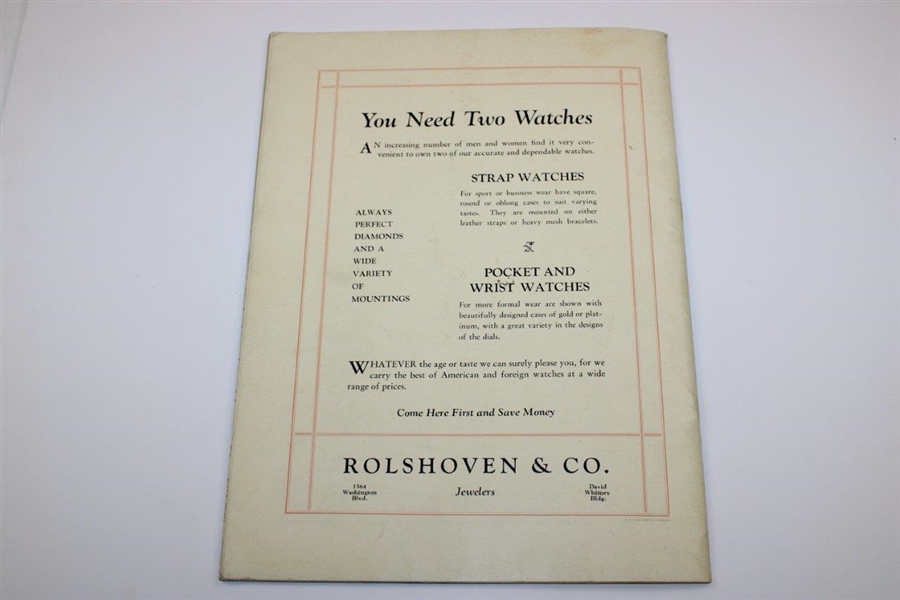 You Need Two Watches
AN increasing number of men and women find it very con-
venient to own two of our accurate and dependable watches.
ALWAYS
PERFECT
DIAMONDS
AND A
WIDE
VARIETY
OF
MOUNTINGS
STRAP WATCHES
For sport or business wear have square,
round or oblong cases to suit varying
tastes. They are mounted on either
leather straps or heavy mesh bracelets.
POCKET AND
WRIST WATCHES
For more formal wear are shown with
beautifully designed cases of gold or plat-
inum, with a great variety in the designs
of the dials.
WHATEVER the age or taste we can surely please you, for we
carry the best of American and foreign watches at a wide
range of prices.
Come Here First and Save Money
ROLSHOVEN & CO.
1564
Washington
Blvd.
Jewelers
David
Whitney
Bldg.